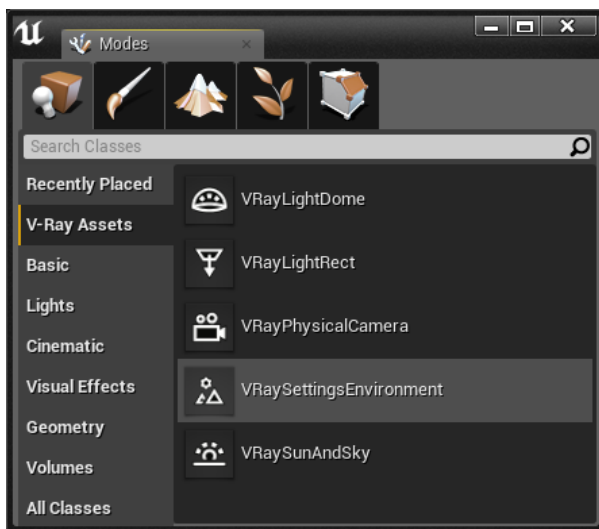 Modes
Search Classes
Recently Placed
V-Ray Assets
Basic
Lights
Cinematic
Visual Effects
Geometry
Volumes
All Classes
VRayLightDome
VRayLightRect
VRayPhysicalCamera
VRaySettingsEnvironment
VRaySunAndSky